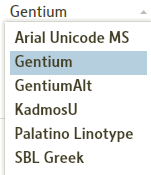 Gentium
Arial Unicode MS
Gentium
GentiumAlt
KadmosU
Palatino Linotype
SBL Greek